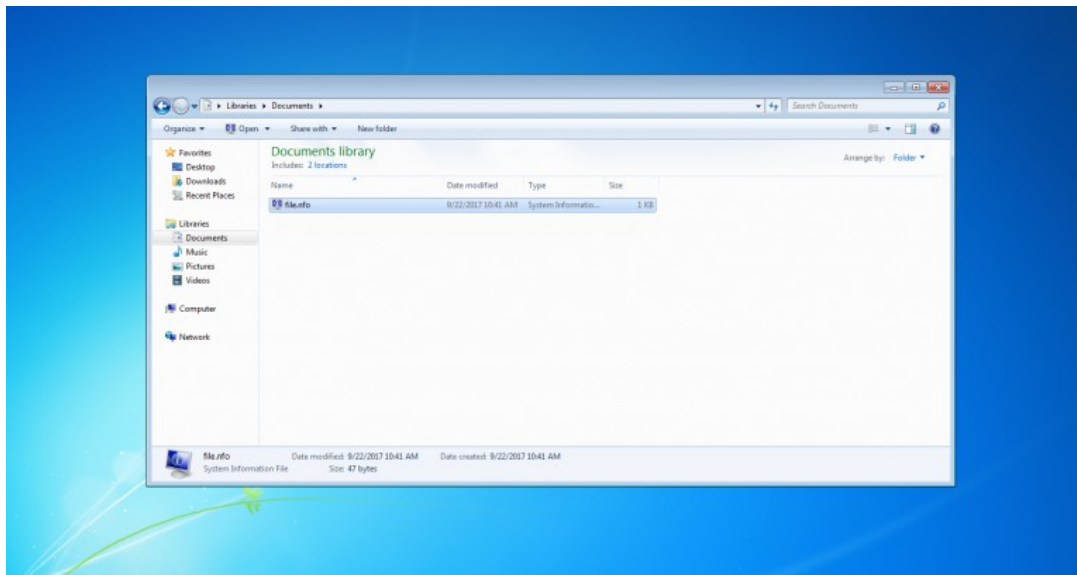 Libraries Documents
Search Documents
Organize Open Share with New folder
Favorites
Desktop
Downloads
Recent Places
Libraries
Documents
Music
Pictures
Videos
Computer
Network
Documents library
Includes: 2 locations
Arrange by: Folder
Name Date modified Type Size
file.nfo 9/22/2017 10:41 AM System Informatio... 1 KB
file.nfo Date modified: 9/22/2017 10:41 AM Date created: 9/22/2017 10:41 AM
System Information File Size: 47 bytes